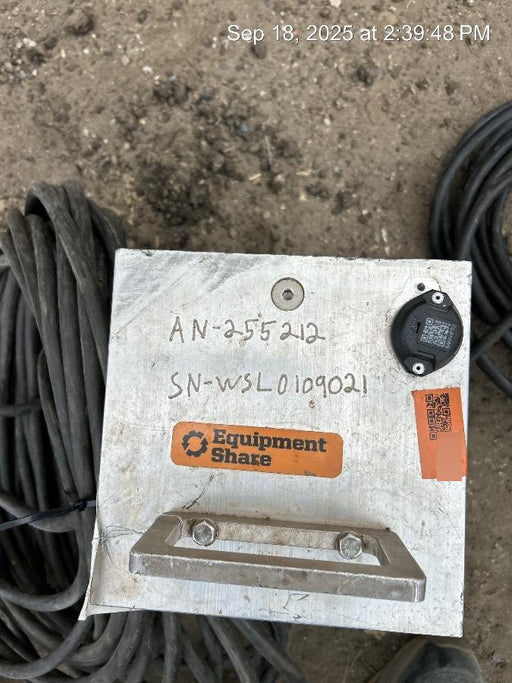 Sep 18, 2025 at 2:39:48 PM
AN-255212
SN-WSL0109021
Equipment
Share